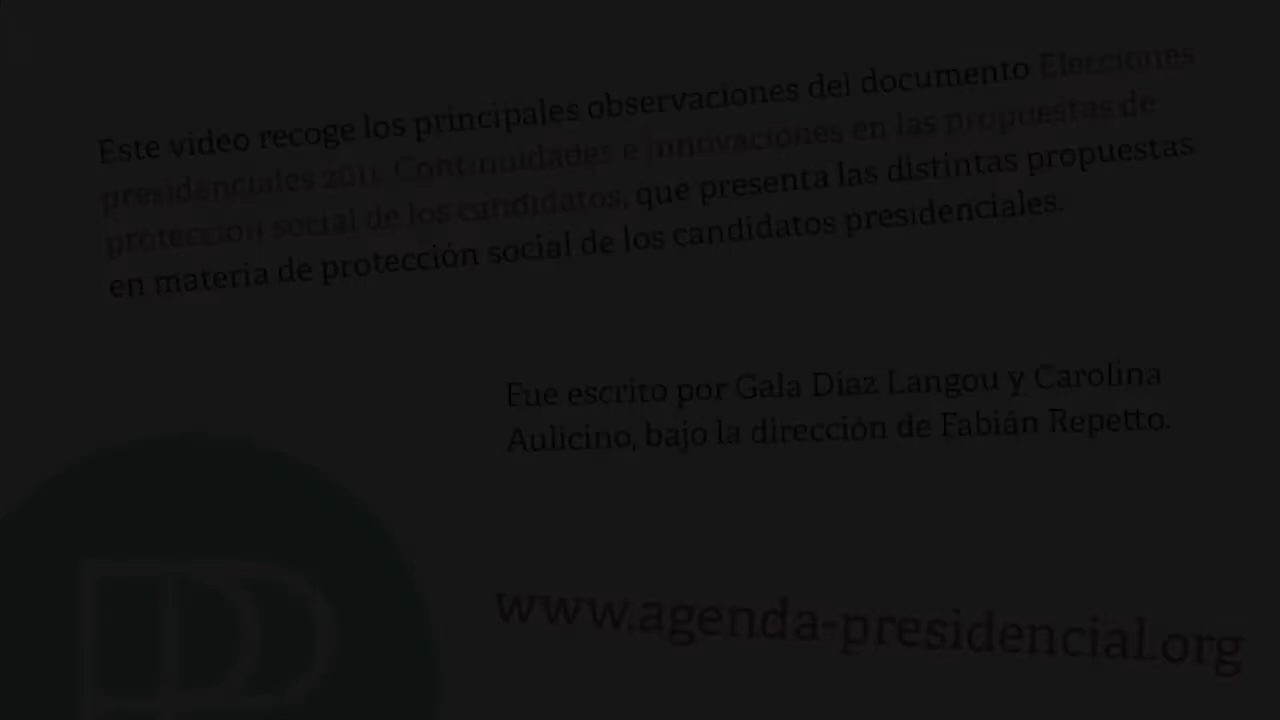 Este video recoge los principales observaciones del documento Elecciones
presidenciales 2011. Continuidades e innovaciones en las propuestas de
protección social de los candidatos, que presenta las distintas propuestas
en materia de protección social de los candidatos presidenciales.
Fue escrito por Gala Díaz Langou y Carolina
Aulicino, bajo la dirección de Fabián Repetto.
www.agenda-presidencial.org